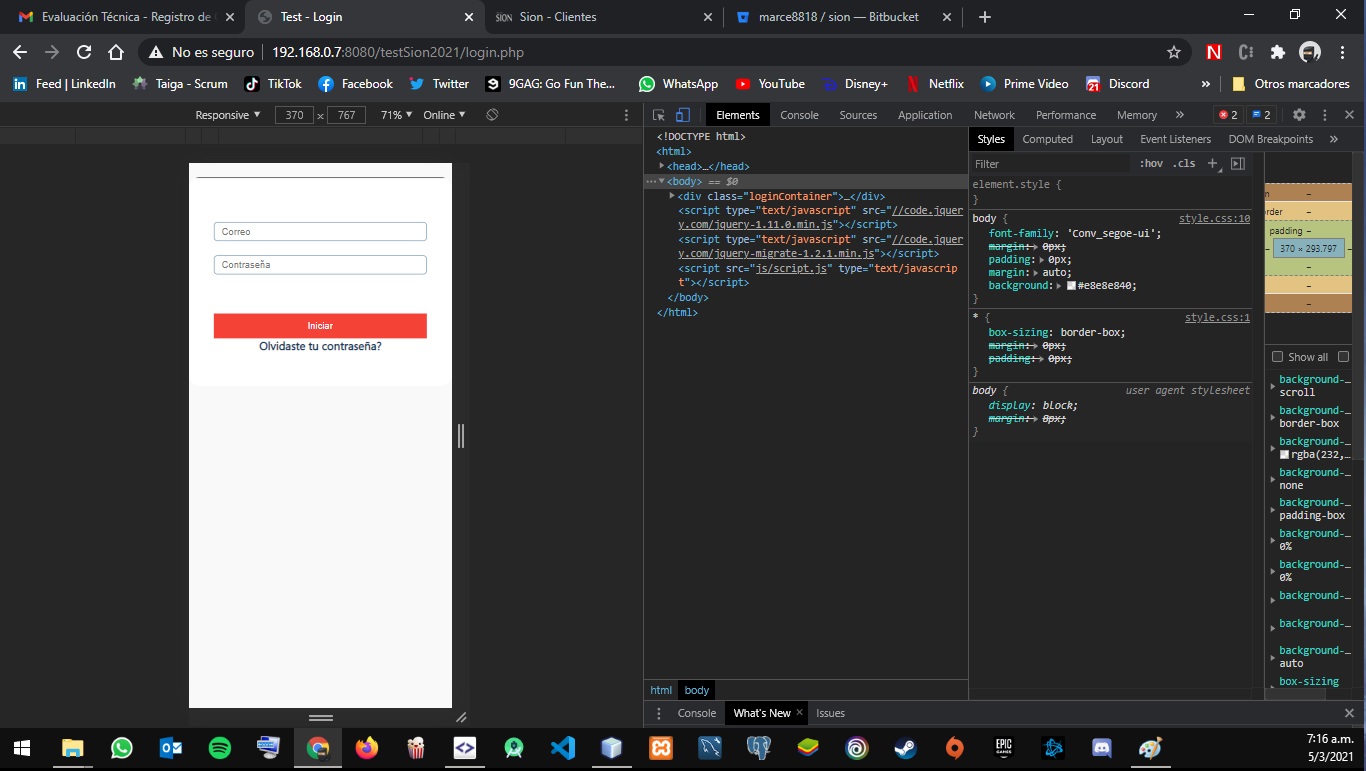 Evaluación Técnica - Registro de
Test - Login
SION Sion - Clientes
marce8818 / sion — Bitbucket
No es seguro
192.168.0.7:8080/testSion2021/login.php
Feed | LinkedIn
Taiga - Scrum
TikTok
Facebook
Twitter
9GAG: Go Fun The...
WhatsApp
YouTube
Disney+
Netflix
Prime Video
Discord
»
Otros marcadores
Responsive 370 x 767 71% Online
Elements Console Sources Application Network Performance Memory » 2 2
Correo
Contraseña
Iniciar
Olvidaste tu contraseña?
<!DOCTYPE html>
<html>
<head>…</head>
<body> == $0
<div class="loginContainer">…</div>
<script type="text/javascript" src="//code.jquer
y.com/jquery-1.11.0.min.js"></script>
<script type="text/javascript" src="//code.jquer
y.com/jquery-migrate-1.2.1.min.js"></script>
<script src="js/script.js" type="text/javascrip
t"></script>
</body>
</html>
html body
Styles Computed Layout Event Listeners DOM Breakpoints »
Filter :hov .cls +
element.style {
}
body { style.css:10
font-family: 'Conv_segoe-ui';
margin: 0px;
padding: 0px;
margin: auto;
background: #e8e8e840;
}
* { style.css:1
box-sizing: border-box;
margin: 0px;
padding: 0px;
}
body { user agent stylesheet
display: block;
margin: 8px;
}
padding –
370 × 293.797
Show all
background-…
scroll
background-…
border-box
background-…
rgba(232,…
background-…
none
background-…
padding-box
background-…
0%
background-…
0%
background-…
background-…
background-…
auto
box-sizing
Console What's New × Issues
7:16 a.m.
5/3/2021